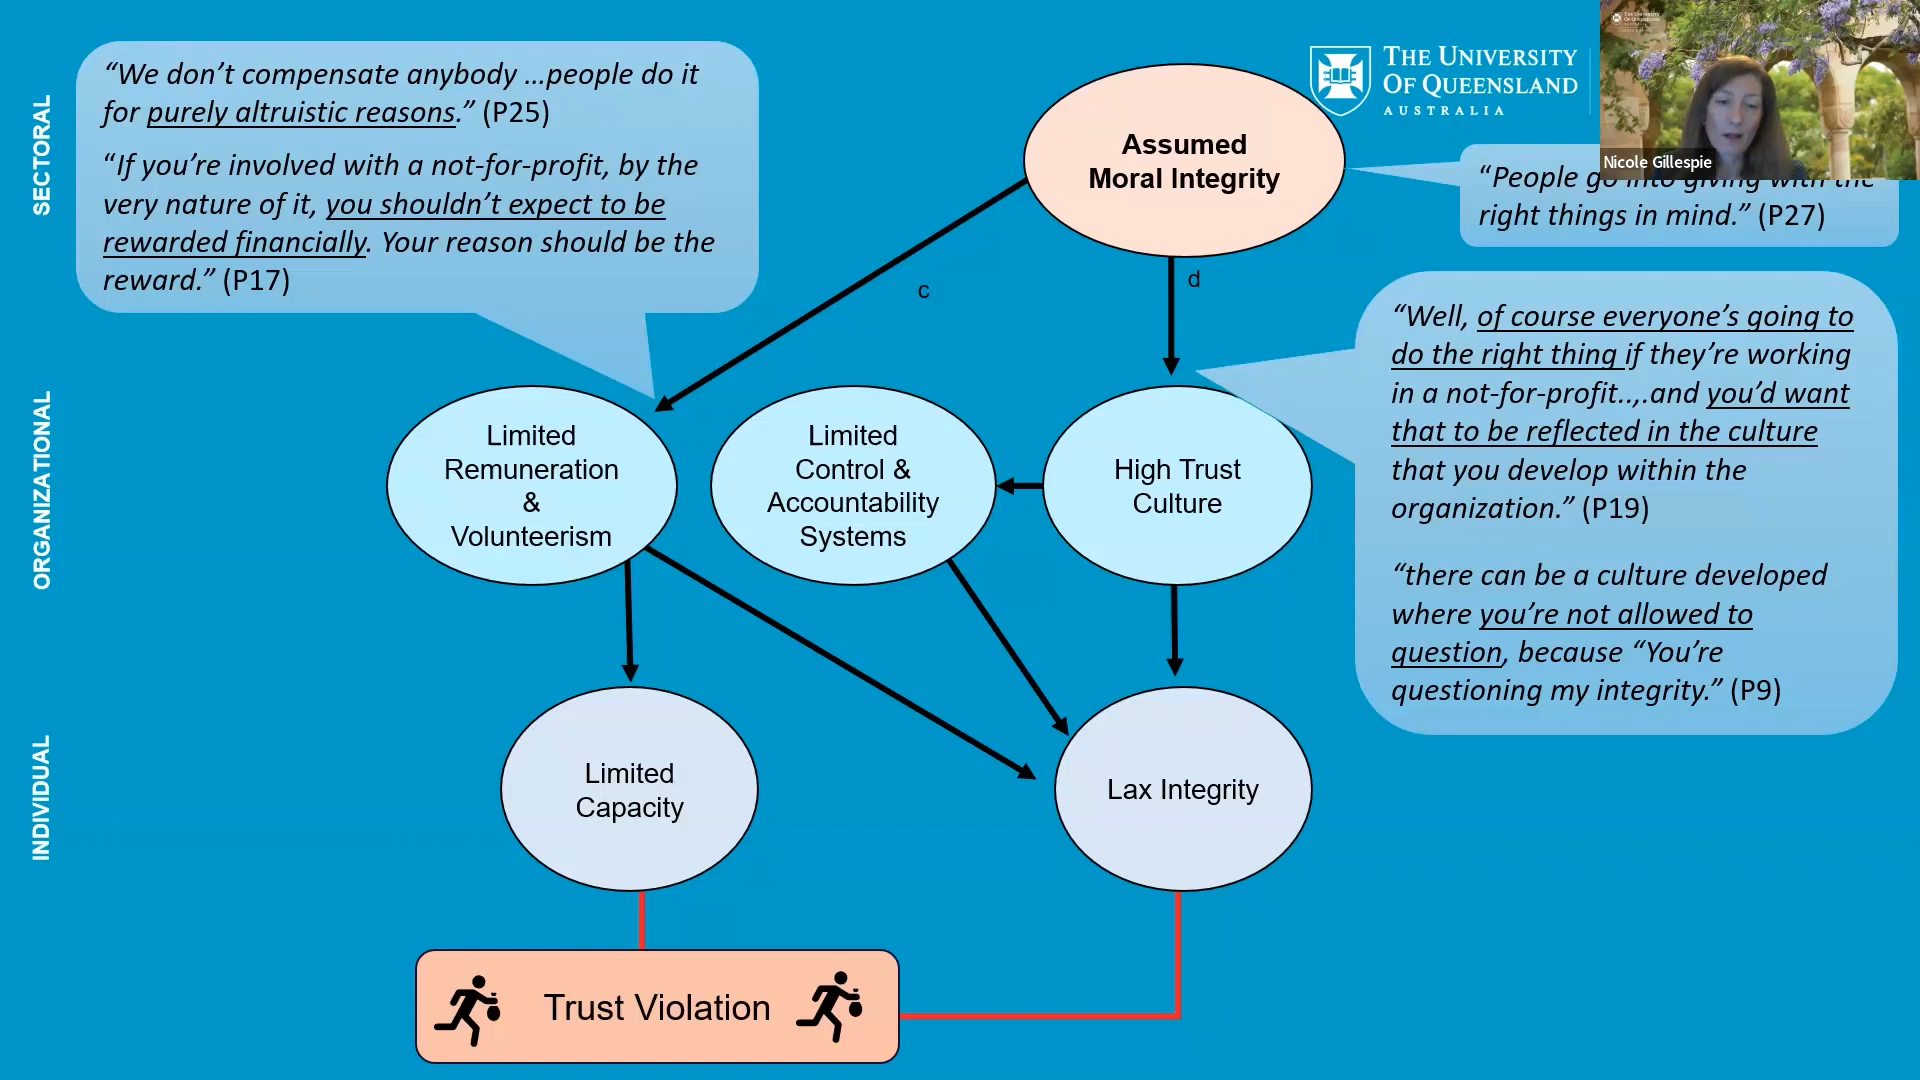 SECTORAL
ORGANIZATIONAL
INDIVIDUAL
“We don’t compensate anybody ...people do it
for purely altruistic reasons.” (P25)
“If you’re involved with a not-for-profit, by the
very nature of it, you shouldn’t expect to be
rewarded financially. Your reason should be the
reward.” (P17)
Assumed
Moral Integrity
THE UNIVERSITY
OF QUEENSLAND
AUSTRALIA
Nicole Gillespie
“People go into giving with the
right things in mind.” (P27)
c
d
“Well, of course everyone’s going to
do the right thing if they’re working
in a not-for-profit..,.and you’d want
that to be reflected in the culture
that you develop within the
organization.” (P19)
“there can be a culture developed
where you’re not allowed to
question, because “You’re
questioning my integrity.” (P9)
Limited
Remuneration
&
Volunteerism
Limited
Control &
Accountability
Systems
High Trust
Culture
Limited
Capacity
Lax Integrity
Trust Violation